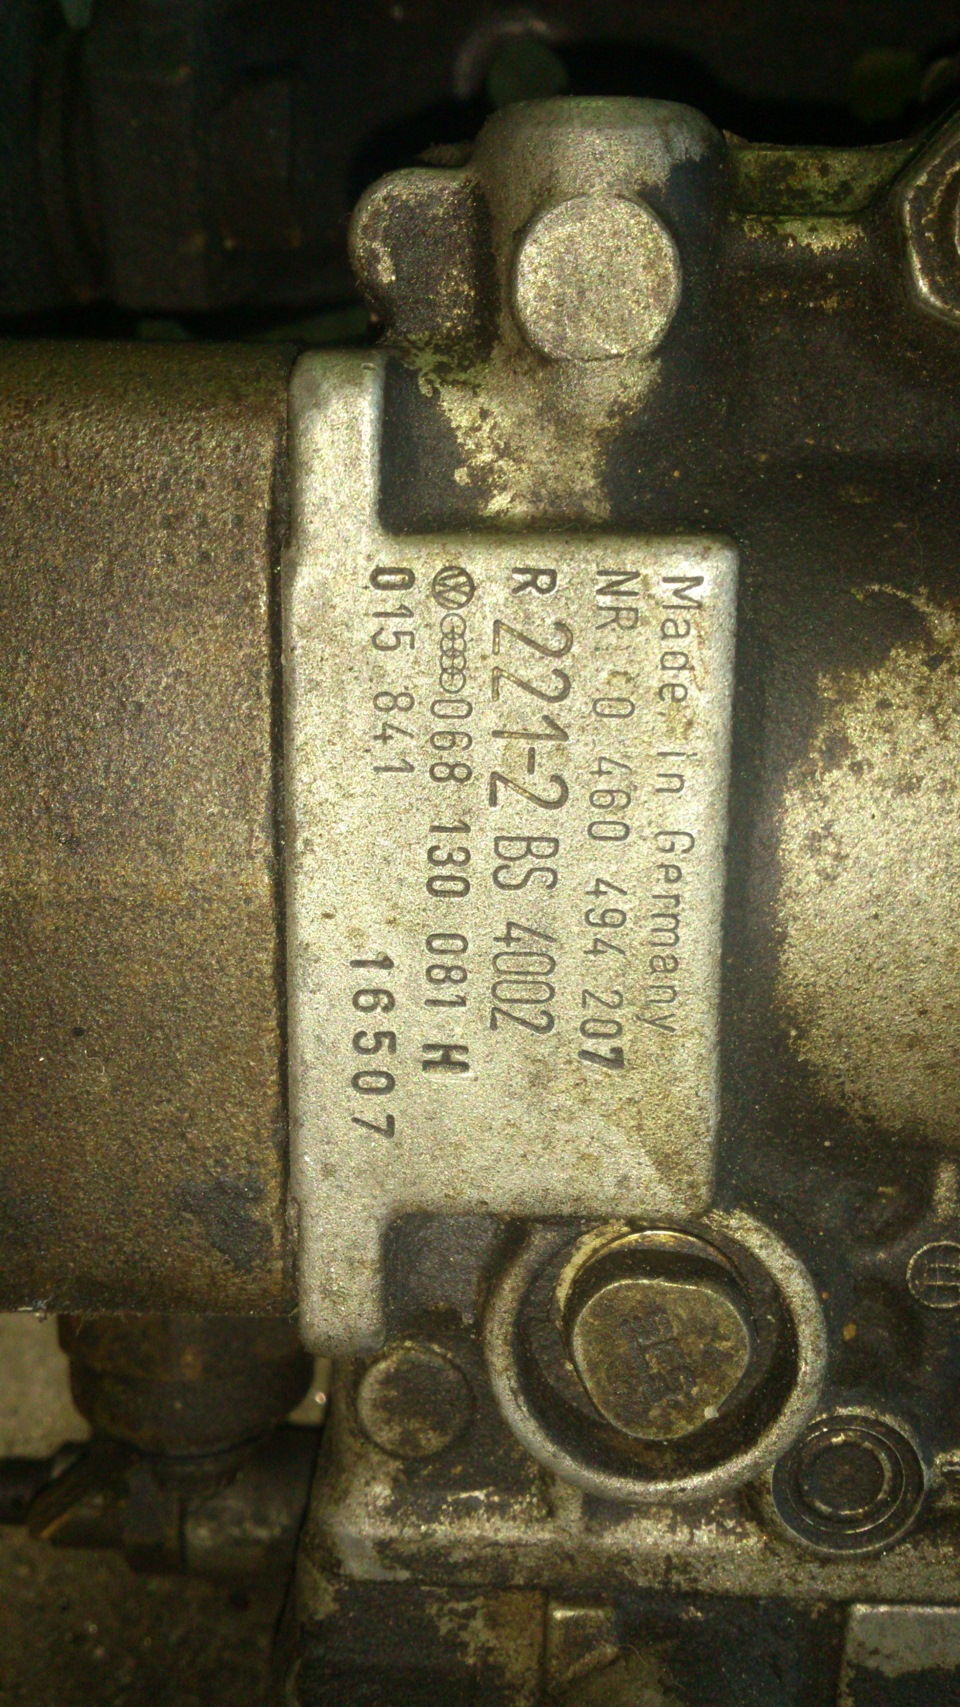 Made in Germany
NR 0 460 494 207
R 221-2 BS 4002
068 130 081 H
015 841
16507